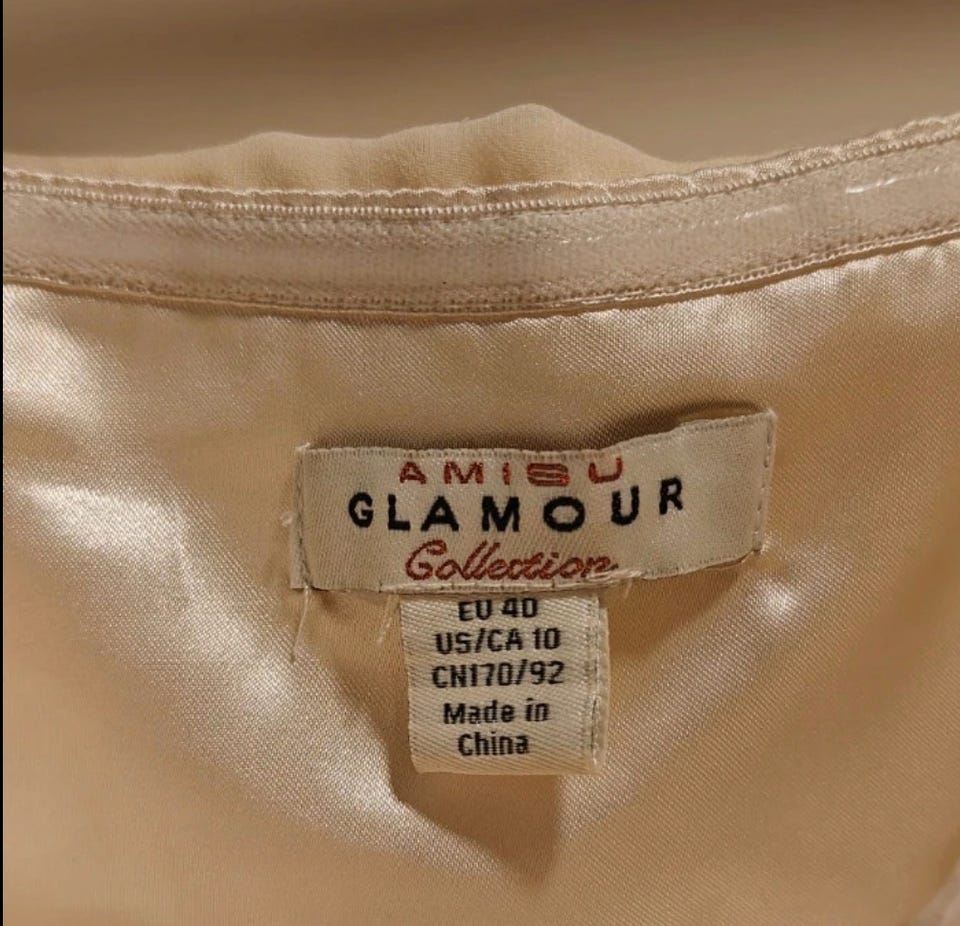 AMISU
GLAMOUR
Collection
EU 40
US/CA 10
CN170/92
Made in
China